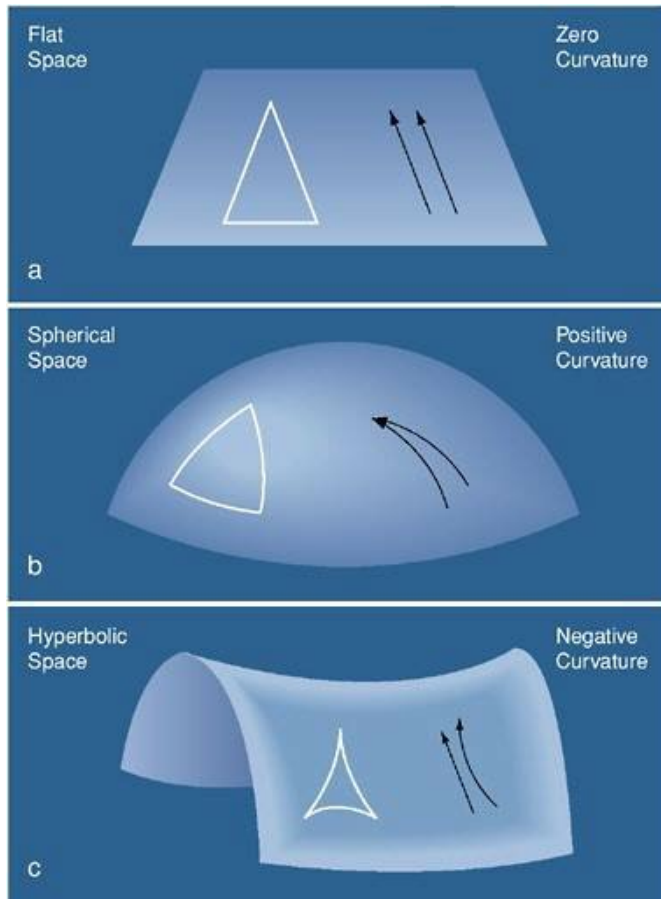 Flat
Space
Zero
Curvature
a
Spherical
Space
Positive
Curvature
b
Hyperbolic
Space
Negative
Curvature
c